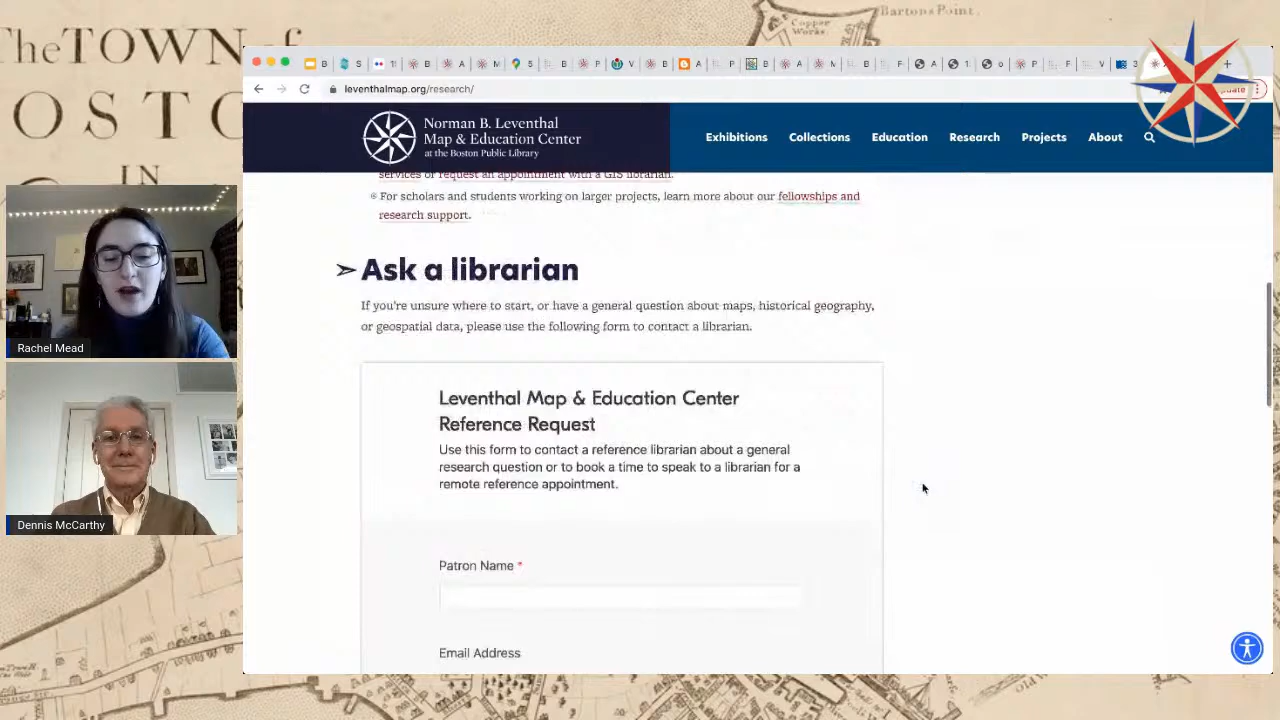 The TOWN of
BOSTON
IN
Bartons Point.
Copper
Works.
leventhalmap.org/research/
Norman B. Leventhal
Map & Education Center
at the Boston Public Library
Exhibitions Collections Education Research Projects About
services or request an appointment with a GIS librarian.
For scholars and students working on larger projects, learn more about our fellowships and
research support.
➣ Ask a librarian
If you're unsure where to start, or have a general question about maps, historical geography,
or geospatial data, please use the following form to contact a librarian.
Leventhal Map & Education Center
Reference Request
Use this form to contact a reference librarian about a general
research question or to book a time to speak to a librarian for a
remote reference appointment.
Patron Name *
Email Address
Rachel Mead
Dennis McCarthy